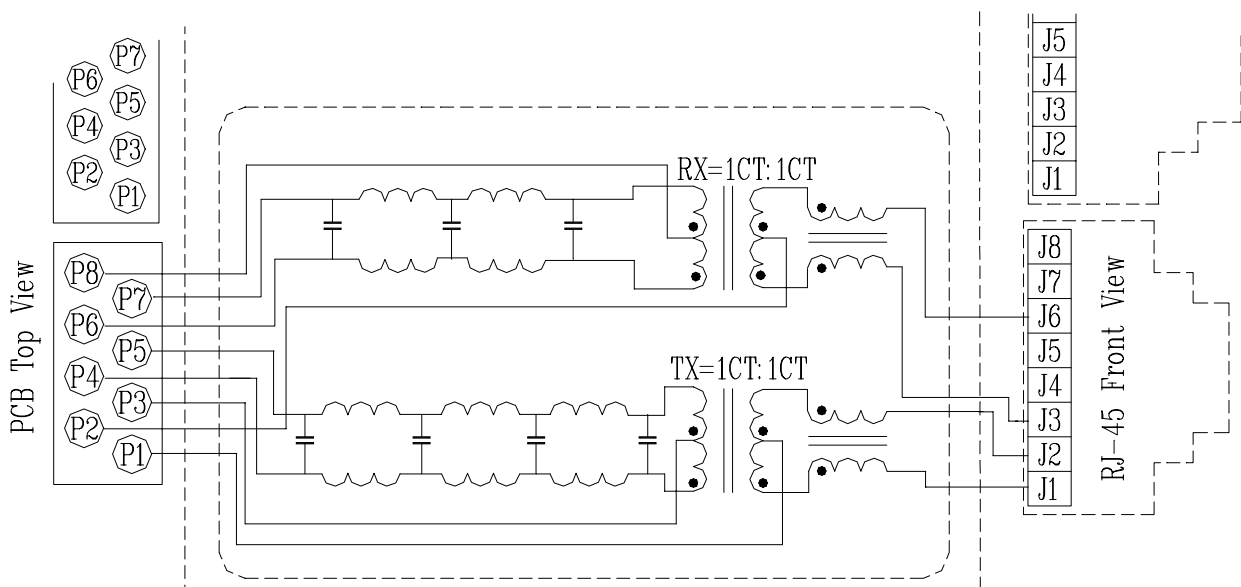 P7
P6
P5
P4
P3
P2
P1
PCB Top View
P8
P7
P6
P5
P4
P3
P2
P1
RX=1CT:1CT
TX=1CT:1CT
J5
J4
J3
J2
J1
J8
J7
J6
J5
J4
J3
J2
J1
RJ-45 Front View